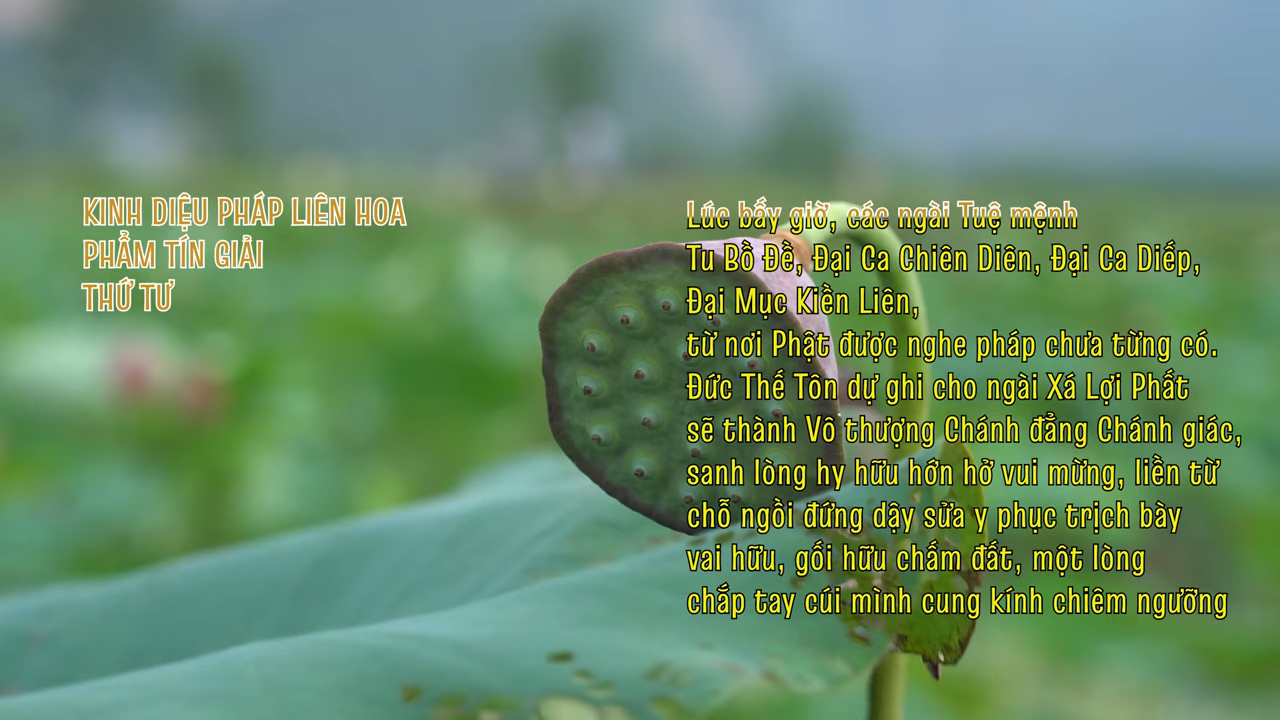 KINH DIỆU PHÁP LIÊN HOA
PHẨM TÍN GIẢI
THỨ TƯ
Lúc bấy giờ, các ngài Tuệ mệnh
Tu Bồ Đề, Đại Ca Chiên Diên, Đại Ca Diếp,
Đại Mục Kiền Liên,
từ nơi Phật được nghe pháp chưa từng có.
Đức Thế Tôn dự ghi cho ngài Xá Lợi Phất
sẽ thành Vô thượng Chánh đẳng Chánh giác,
sanh lòng hy hữu hớn hở vui mừng, liền từ
chỗ ngồi đứng dậy sửa y phục trịch bày
vai hữu, gối hữu chấm đất, một lòng
chắp tay cúi mình cung kính chiêm ngưỡng